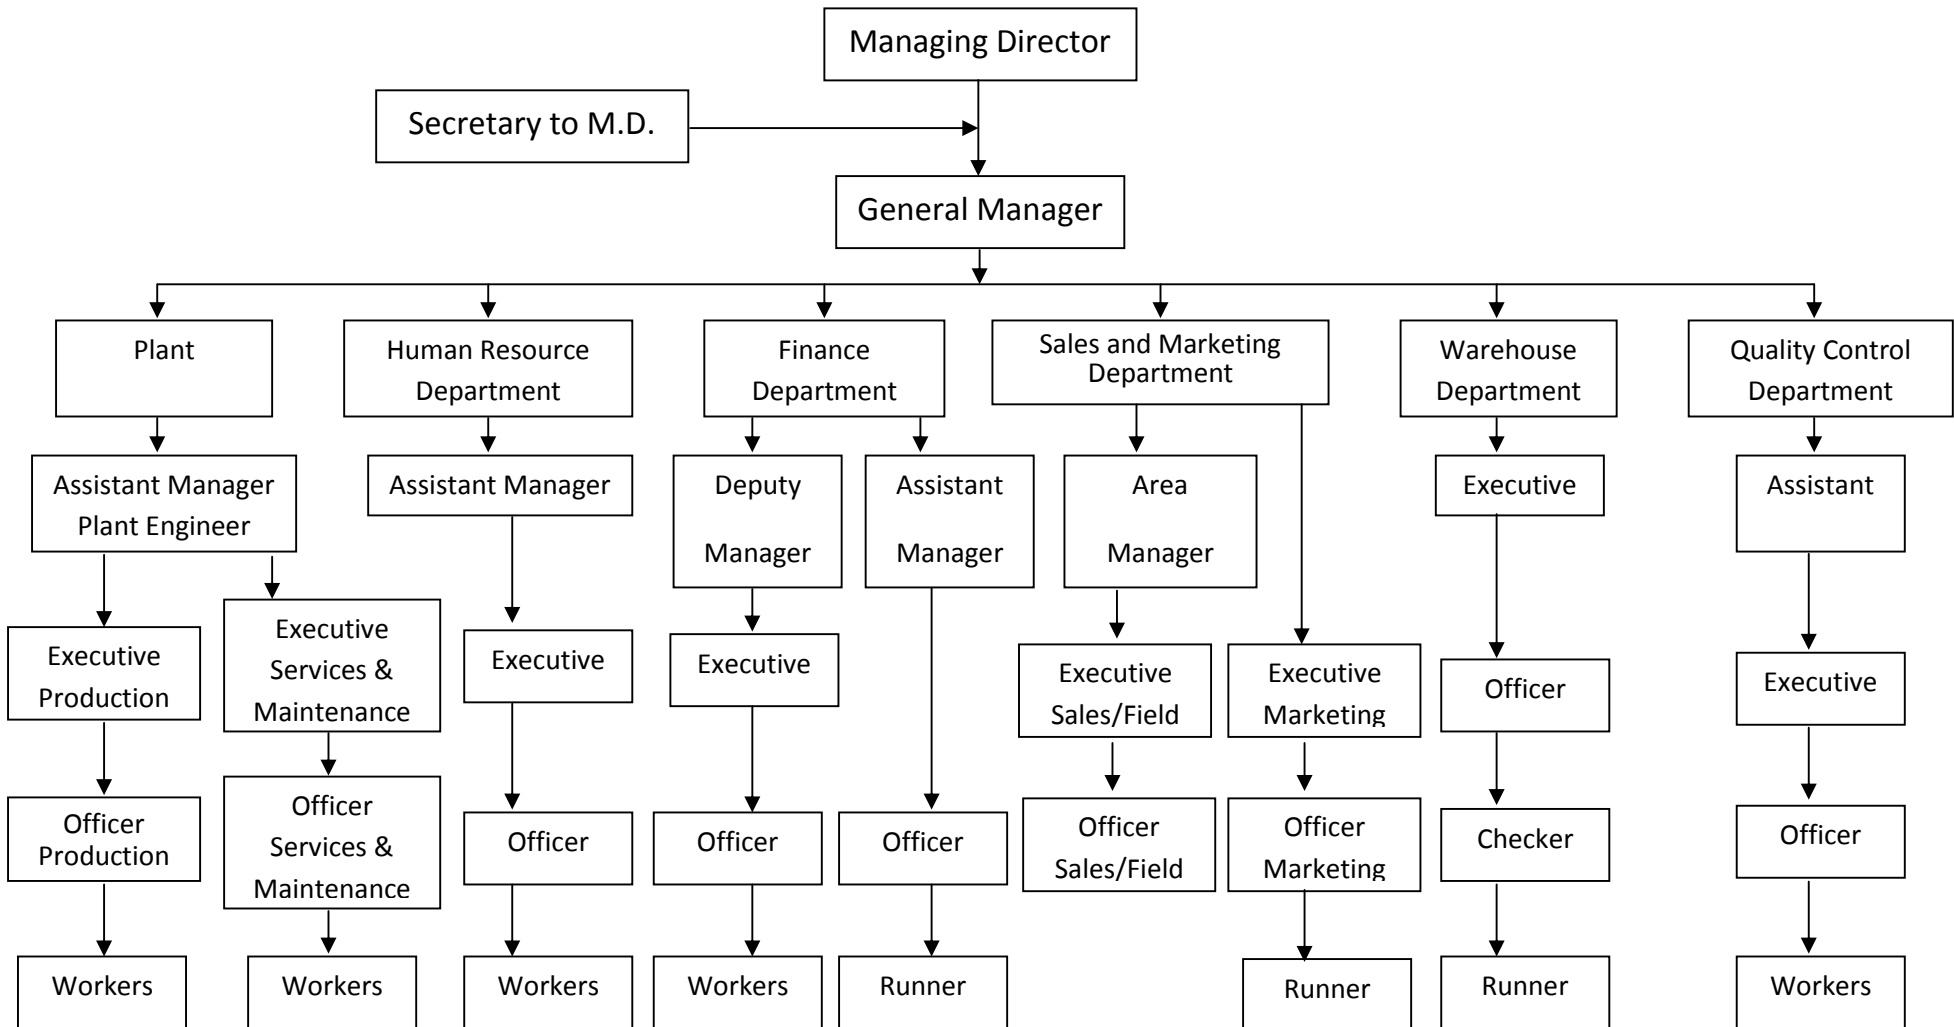 Managing Director
Secretary to M.D.
General Manager
Plant
Human Resource
Department
Finance
Department
Sales and Marketing
Department
Warehouse
Department
Quality Control
Department
Assistant Manager
Plant Engineer
Assistant Manager
Deputy
Manager
Assistant
Manager
Area
Manager
Executive
Assistant
Executive
Production
Executive
Services &
Maintenance
Executive
Executive
Executive
Sales/Field
Executive
Marketing
Officer
Executive
Officer
Production
Officer
Services &
Maintenance
Officer
Officer
Officer
Officer
Sales/Field
Officer
Marketing
Checker
Officer
Workers
Workers
Workers
Workers
Runner
Runner
Runner
Workers